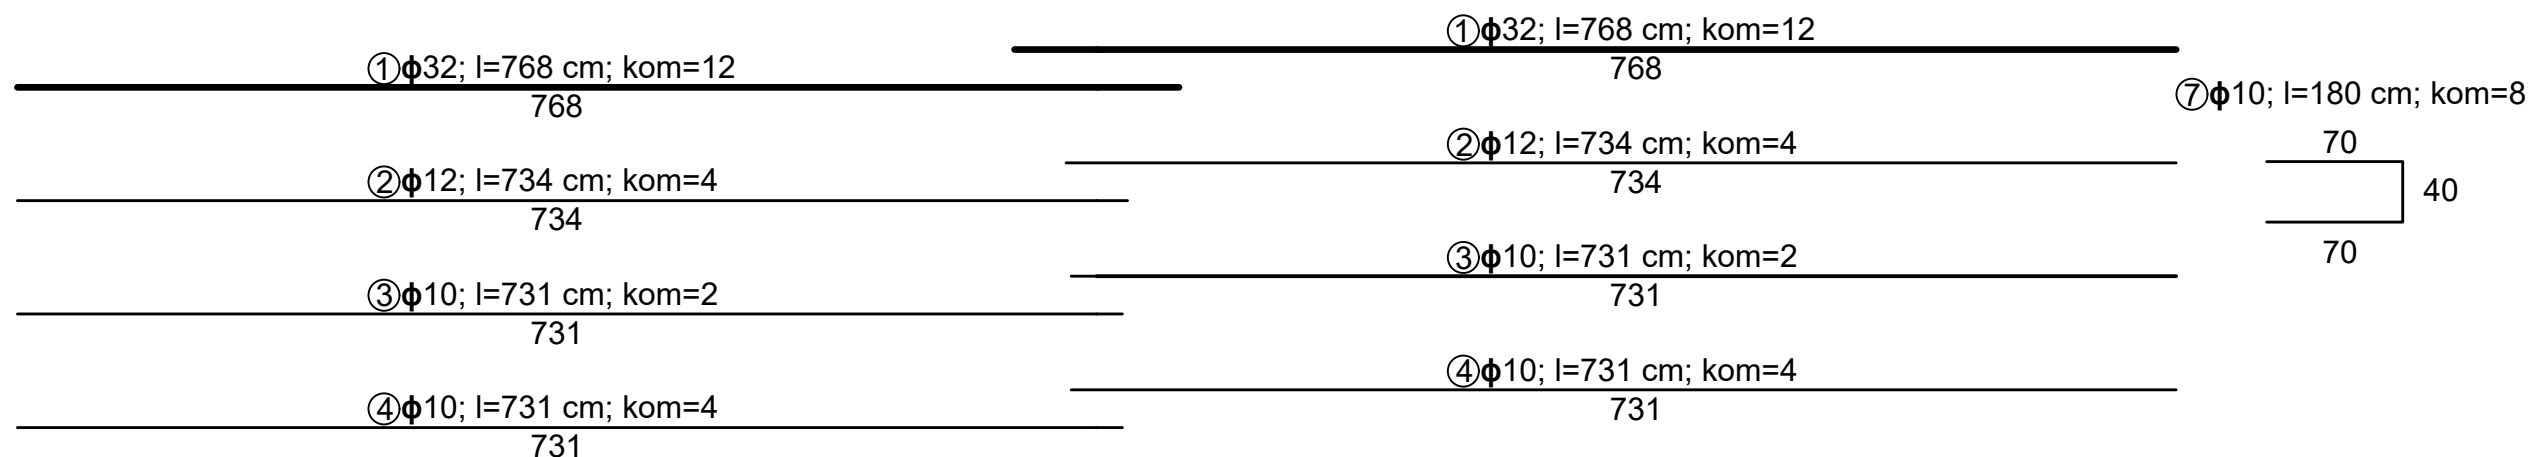 ①ϕ32; l=768 cm; kom=12
768
①ϕ32; l=768 cm; kom=12
768
⑦ϕ10; l=180 cm; kom=8
70
40
70
②ϕ12; l=734 cm; kom=4
734
②ϕ12; l=734 cm; kom=4
734
③ϕ10; l=731 cm; kom=2
731
③ϕ10; l=731 cm; kom=2
731
④ϕ10; l=731 cm; kom=4
731
④ϕ10; l=731 cm; kom=4
731